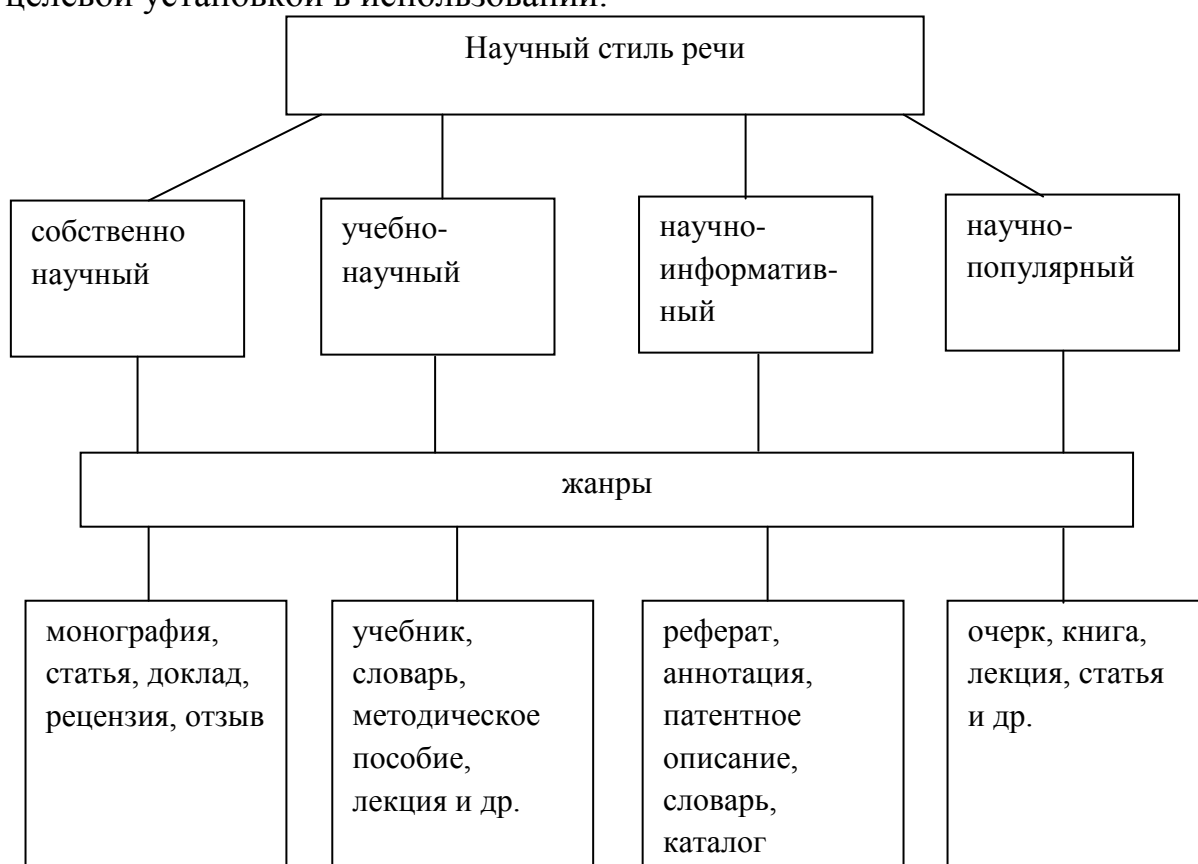 целевой установкой в использовании.
Научный стиль речи
собственно
научный
учебно-
научный
научно-
информатив-
ный
научно-
популярный
жанры
монография,
статья, доклад,
рецензия, отзыв
учебник,
словарь,
методическое
пособие,
лекция и др.
реферат,
аннотация,
патентное
описание,
словарь,
каталог
очерк, книга,
лекция, статья
и др.